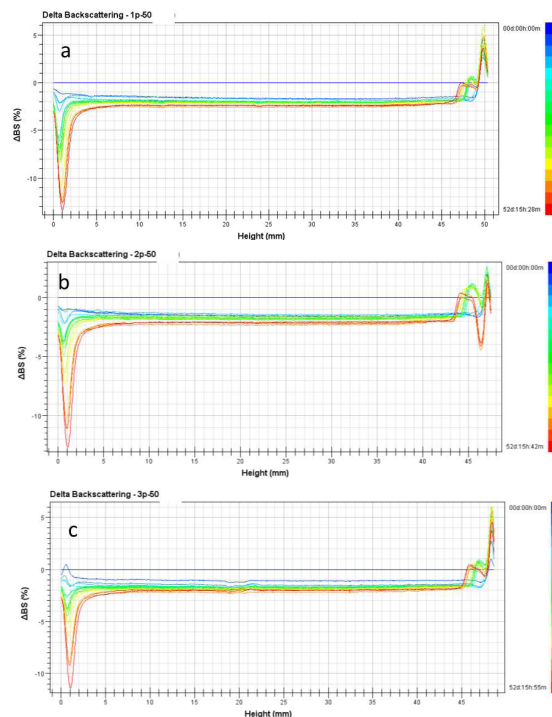 Delta Backscattering - 1p-50
a
00d:00h:00m
5
0
-5
-10
ΔBS (%)
0 5 10 15 20 25 30 35 40 45 50
52d:15h:28m
Height (mm)
Delta Backscattering - 2p-50
b
00d:00h:00m
0
-5
-10
ΔBS (%)
0 5 10 15 20 25 30 35 40 45
52d:15h:42m
Height (mm)
Delta Backscattering - 3p-50
c
00d:00h:00m
5
0
-5
-10
ΔBS (%)
0 5 10 15 20 25 30 35 40 45
52d:15h:55m
Height (mm)